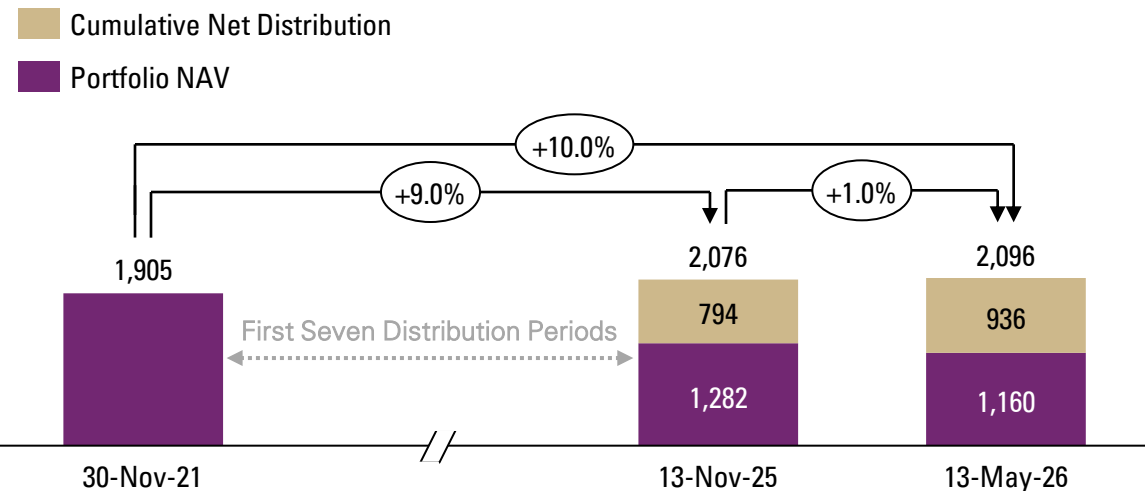 Cumulative Net Distribution
Portfolio NAV
+10.0%
+9.0%
+1.0%
1,905
2,076
2,096
First Seven Distribution Periods
794
936
1,282
1,160
30-Nov-21
13-Nov-25
13-May-26